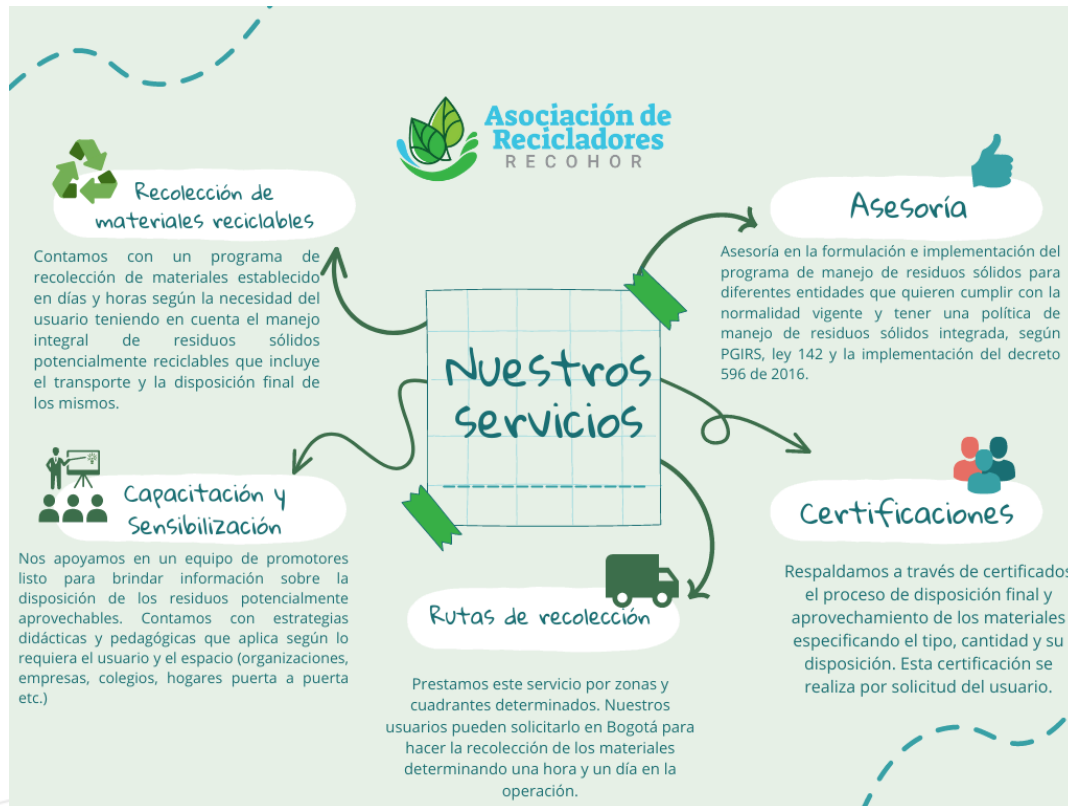 Asociación de
Recicladores
RECOHOR
Recolección de
materiales reciclables
Contamos con un programa de
recolección de materiales establecido
en días y horas según la necesidad del
usuario teniendo en cuenta el manejo
integral de residuos sólidos
potencialmente reciclables que incluye
el transporte y la disposición final de
los mismos.
Asesoría
Asesoría en la formulación e implementación del
programa de manejo de residuos sólidos para
diferentes entidades que quieren cumplir con la
normalidad vigente y tener una política de
manejo de residuos sólidos integrada, según
PGIRS, ley 142 y la implementación del decreto
596 de 2016.
Nuestros
servicios
Capacitación y
Sensibilización
Nos apoyamos en un equipo de promotores
listo para brindar información sobre la
disposición de los residuos potencialmente
aprovechables. Contamos con estrategias
didácticas y pedagógicas que aplica según lo
requiera el usuario y el espacio (organizaciones,
empresas, colegios, hogares puerta a puerta
etc.)
Rutas de recolección
Prestamos este servicio por zonas y
cuadrantes determinados. Nuestros
usuarios pueden solicitarlo en Bogotá para
hacer la recolección de los materiales
determinando una hora y un día en la
operación.
Certificaciones
Respaldamos a través de certificados
el proceso de disposición final y
aprovechamiento de los materiales
especificando el tipo, cantidad y su
disposición. Esta certificación se
realiza por solicitud del usuario.